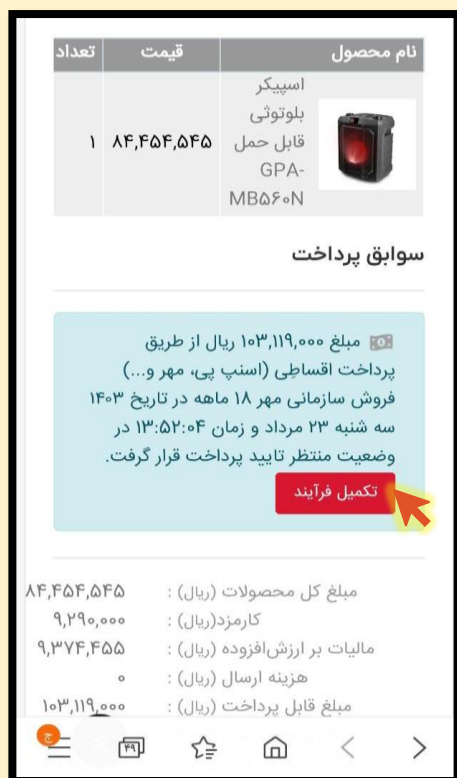 نام محصول قیمت تعداد
اسپیکر
بلوتوثی
قابل حمل ۸۴,۴۵۴,۵۴۵ ۱
GPA-
MB۵۶۰N
سوابق پرداخت
مبلغ ۱۰۳,۱۱۹,۰۰۰ ریال از طریق
پرداخت اقساطِی (اسنپ پی، مهر و...)
فروش سازمانی مهر ۱۸ ماهه در تاریخ ۱۴۰۳
سه شنبه ۲۳ مرداد و زمان ۱۳:۵۲:۰۴ در
وضعیت منتظر تایید پرداخت قرار گرفت.
تکمیل فرآیند
مبلغ کل محصولات (ریال) : ۸۴,۴۵۴,۵۴۵
کارمزد(ریال) : ۹,۲۹۰,۰۰۰
مالیات بر ارزش‌افزوده (ریال) : ۹,۳۷۴,۴۵۵
هزینه ارسال (ریال) : ۰
مبلغ قابل پرداخت (ریال) : ۱۰۳,۱۱۹,۰۰۰
ج
۴۹